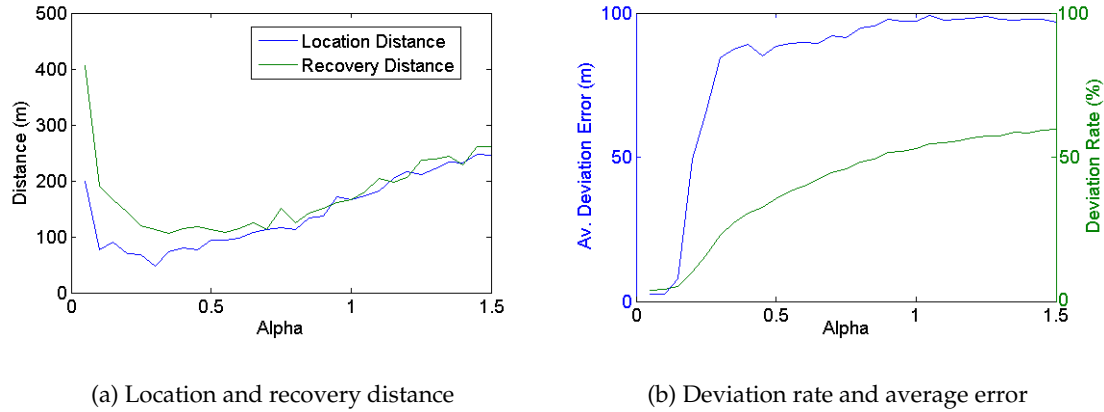 500
400
300
200
100
0
Distance (m)
Location Distance
Recovery Distance
0
0.5
1
1.5
Alpha
(a) Location and recovery distance
100
50
0
Av. Deviation Error (m)
100
50
0
Deviation Rate (%)
0
0.5
1
1.5
Alpha
(b) Deviation rate and average error